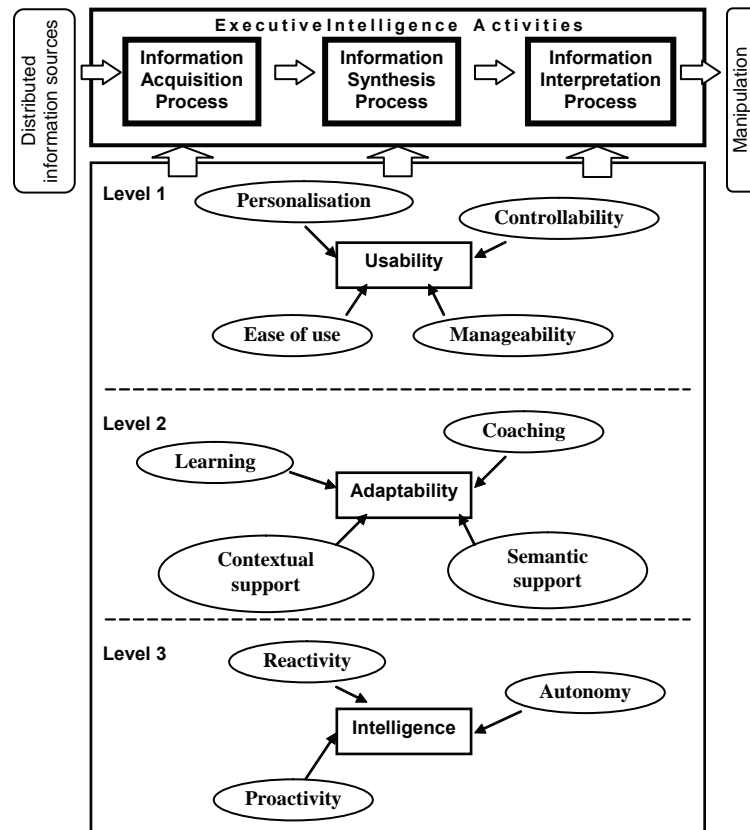 Distributed
information sources
Executive Intelligence Activities
Information
Acquisition
Process
Information
Synthesis
Process
Information
Interpretation
Process
Manipulation
Level 1
Personalisation
Controllability
Usability
Ease of use
Manageability
Level 2
Coaching
Learning
Adaptability
Contextual
support
Semantic
support
Level 3
Reactivity
Autonomy
Intelligence
Proactivity